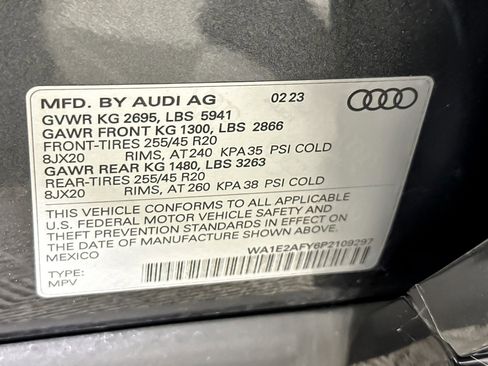 MFD. BY AUDI AG 02 23
GVWR KG 2695, LBS 5941
GAWR FRONT KG 1300, LBS 2866
FRONT-TIRES 255/45 R20
8JX20 RIMS, AT 240 KPA 35 PSI COLD
GAWR REAR KG 1480, LBS 3263
REAR-TIRES 255/45 R20
8JX20 RIMS, AT 260 KPA 38 PSI COLD
THIS VEHICLE CONFORMS TO ALL APPLICABLE
U.S. FEDERAL MOTOR VEHICLE SAFETY AND
THEFT PREVENTION STANDARDS IN EFFECT ON
THE DATE OF MANUFACTURE SHOWN ABOVE.
MEXICO
WA1E2AFY6P2109297
TYPE:
MPV